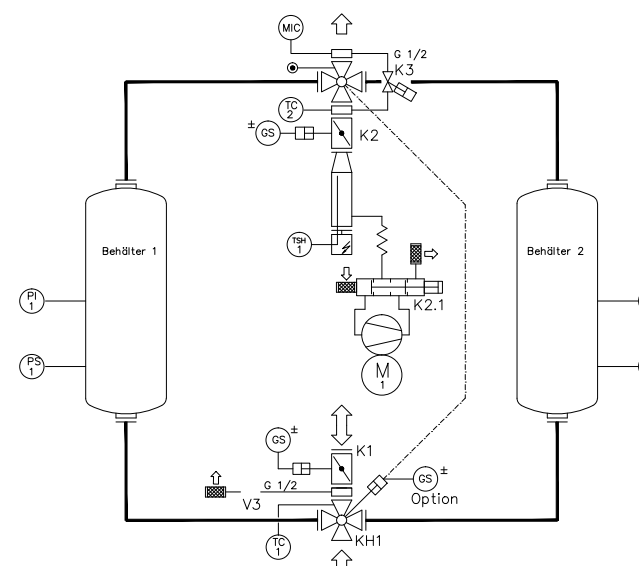 MIC
G 1/2
K3
TC
2
± GS
K2
TSH
1
Behälter 1
Behälter 2
PI
1
K2.1
PS
1
M
1
GS ±
K1
G 1/2
V3
GS ±
Option
KH1
TC
1